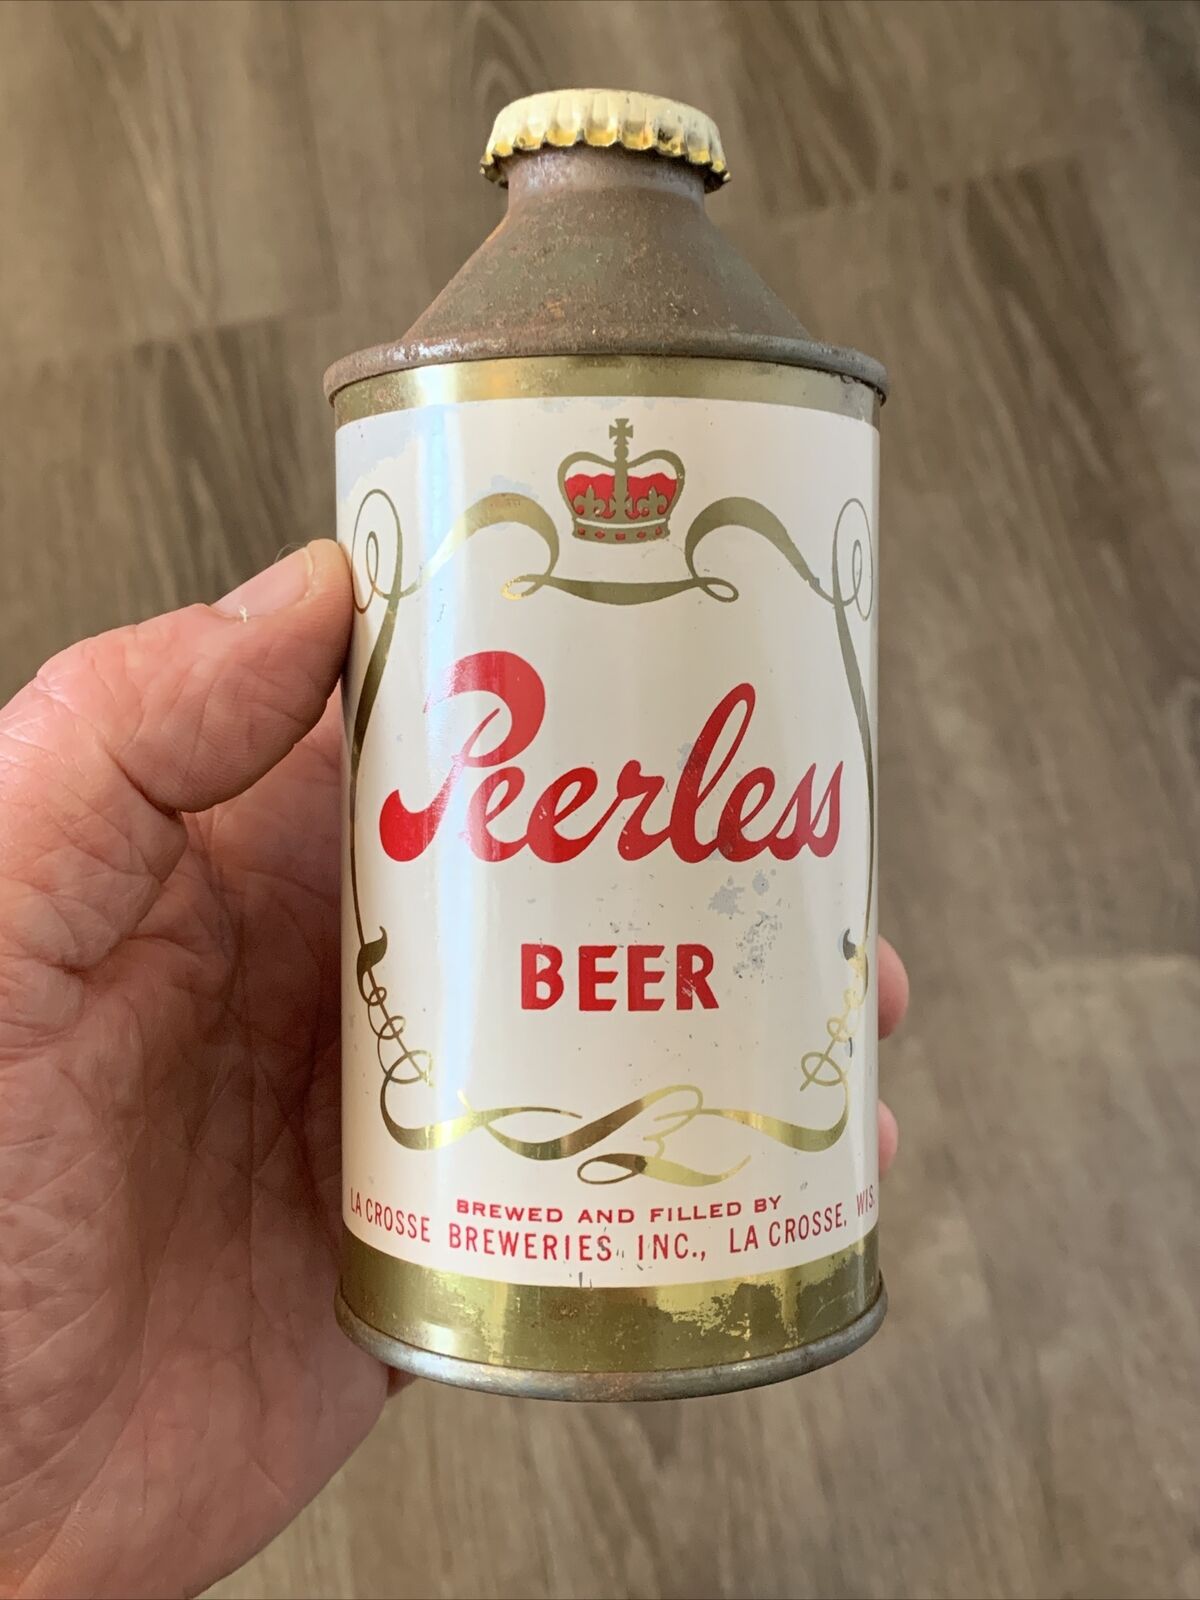 Peerless
BEER
BREWED AND FILLED BY
LA CROSSE BREWERIES, INC., LA CROSSE, WIS.